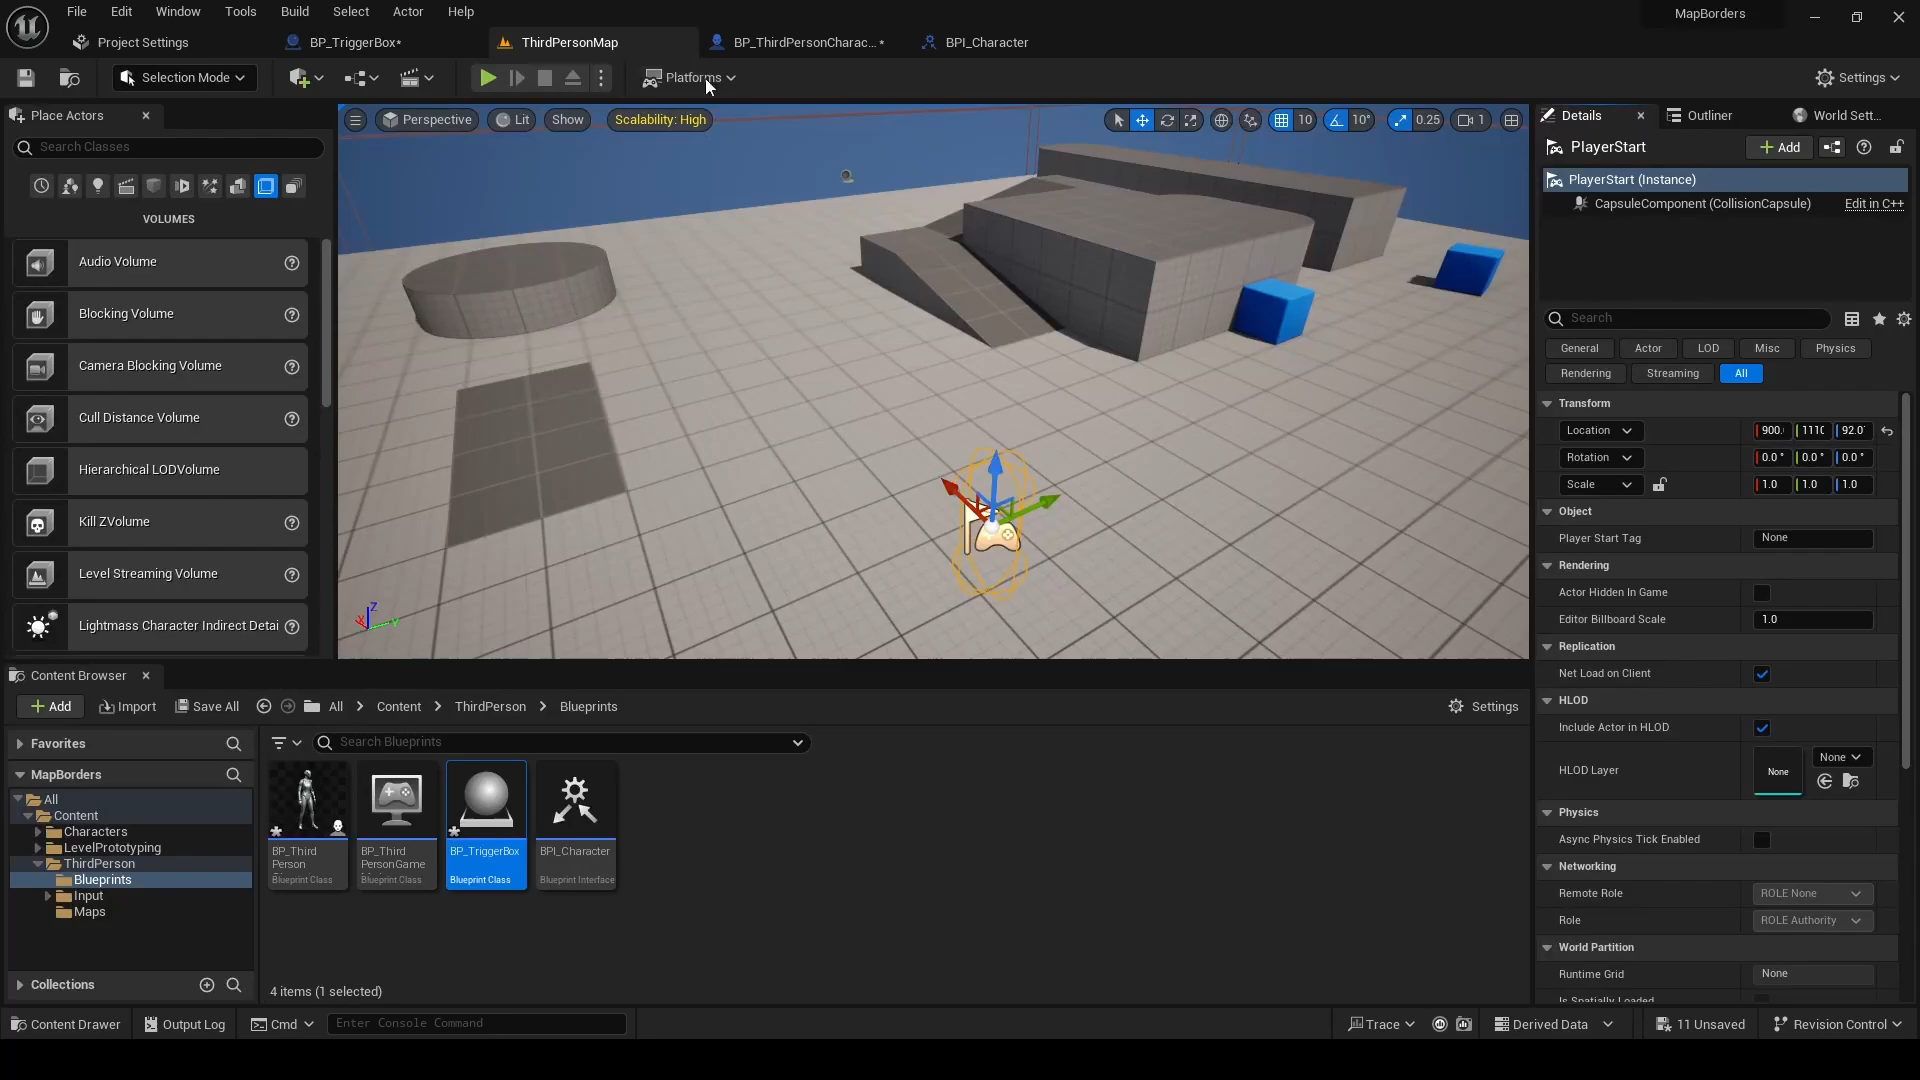 File Edit Window Tools Build Select Actor Help
MapBorders
Project Settings
BP_TriggerBox*
ThirdPersonMap
BP_ThirdPersonCharac...*
BPI_Character
Selection Mode
Platforms
Settings
Place Actors
Search Classes
VOLUMES
Audio Volume
Blocking Volume
Camera Blocking Volume
Cull Distance Volume
Hierarchical LODVolume
Kill ZVolume
Level Streaming Volume
Lightmass Character Indirect Detai
Perspective
Lit
Show
Scalability: High
10
10°
0.25
1
Z
X
Y
Details
Outliner
World Sett...
PlayerStart
Add
PlayerStart (Instance)
CapsuleComponent (CollisionCapsule)
Edit in C++
Search
General Actor LOD Misc Physics
Rendering Streaming All
Transform
Location 900. 1110 92.0
Rotation 0.0 ° 0.0 ° 0.0 °
Scale 1.0 1.0 1.0
Object
Player Start Tag None
Rendering
Actor Hidden In Game
Editor Billboard Scale 1.0
Replication
Net Load on Client
HLOD
Include Actor in HLOD
HLOD Layer None None
Physics
Async Physics Tick Enabled
Networking
Remote Role ROLE None
Role ROLE Authority
World Partition
Runtime Grid None
Is Spatially Loaded
Content Browser
Add
Import
Save All
All
Content
ThirdPerson
Blueprints
Settings
Favorites
MapBorders
All
Content
Characters
LevelPrototyping
ThirdPerson
Blueprints
Input
Maps
Collections
Search Blueprints
BP_Third
Person
Blueprint Class
BP_Third
PersonGame
Blueprint Class
BP_TriggerBox
Blueprint Class
BPI_Character
Blueprint Interface
4 items (1 selected)
Content Drawer
Output Log
Cmd
Enter Console Command
Trace
Derived Data
11 Unsaved
Revision Control